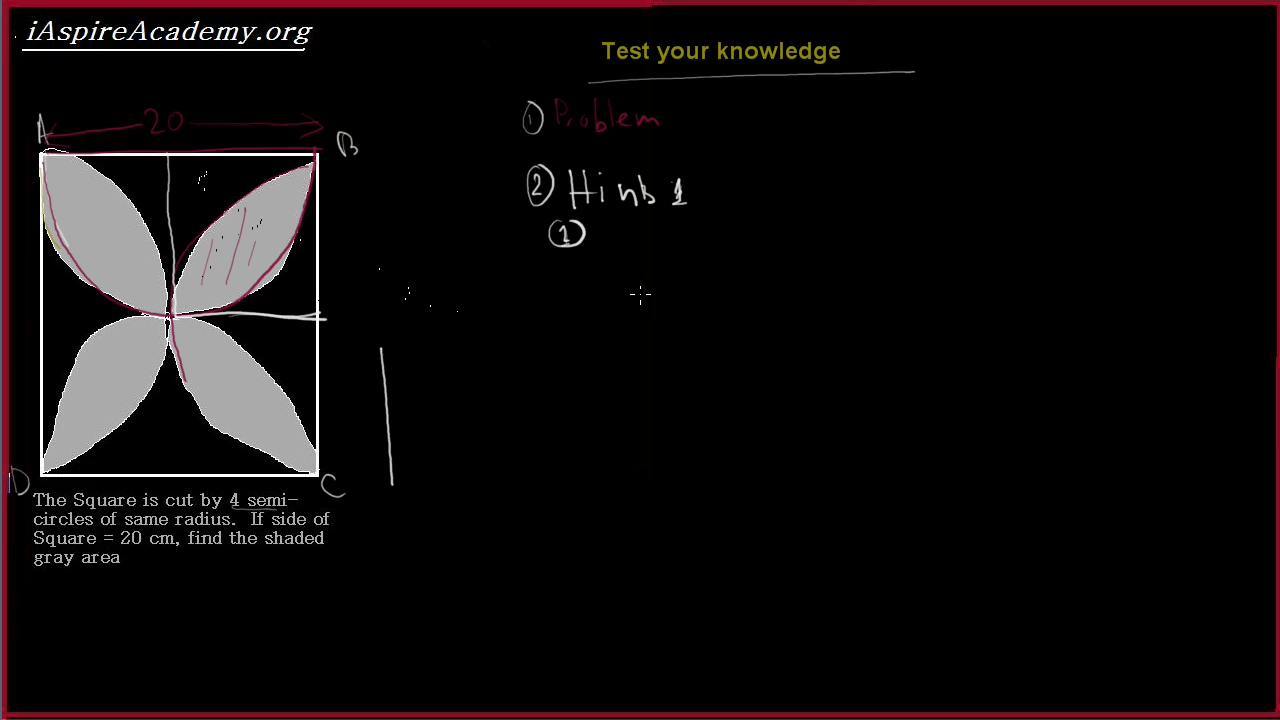 iAspireAcademy.org
Test your knowledge
20
A
B
① Problem
② Hints 1
①
D
C
The Square is cut by 4 semi-
circles of same radius. If side of
Square = 20 cm, find the shaded
gray area